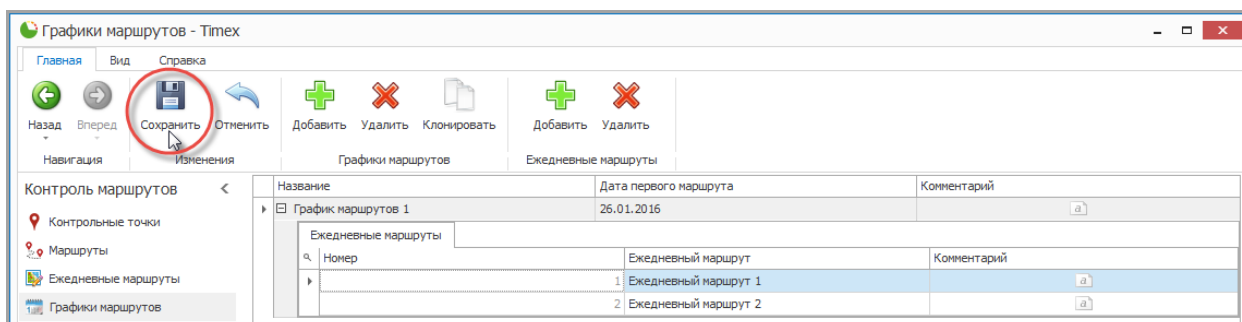 Графики маршрутов - Timex
Главная Вид Справка
Назад Вперед Сохранить Отменить Добавить Удалить Клонировать Добавить Удалить
Навигация Изменения Графики маршрутов Ежедневные маршруты
Контроль маршрутов
Название Дата первого маршрута Комментарий
График маршрутов 1 26.01.2016 a
Контрольные точки
Ежедневные маршруты
Маршруты
Номер Ежедневный маршрут Комментарий
Ежедневные маршруты
1 Ежедневный маршрут 1 a
Графики маршрутов
2 Ежедневный маршрут 2 a